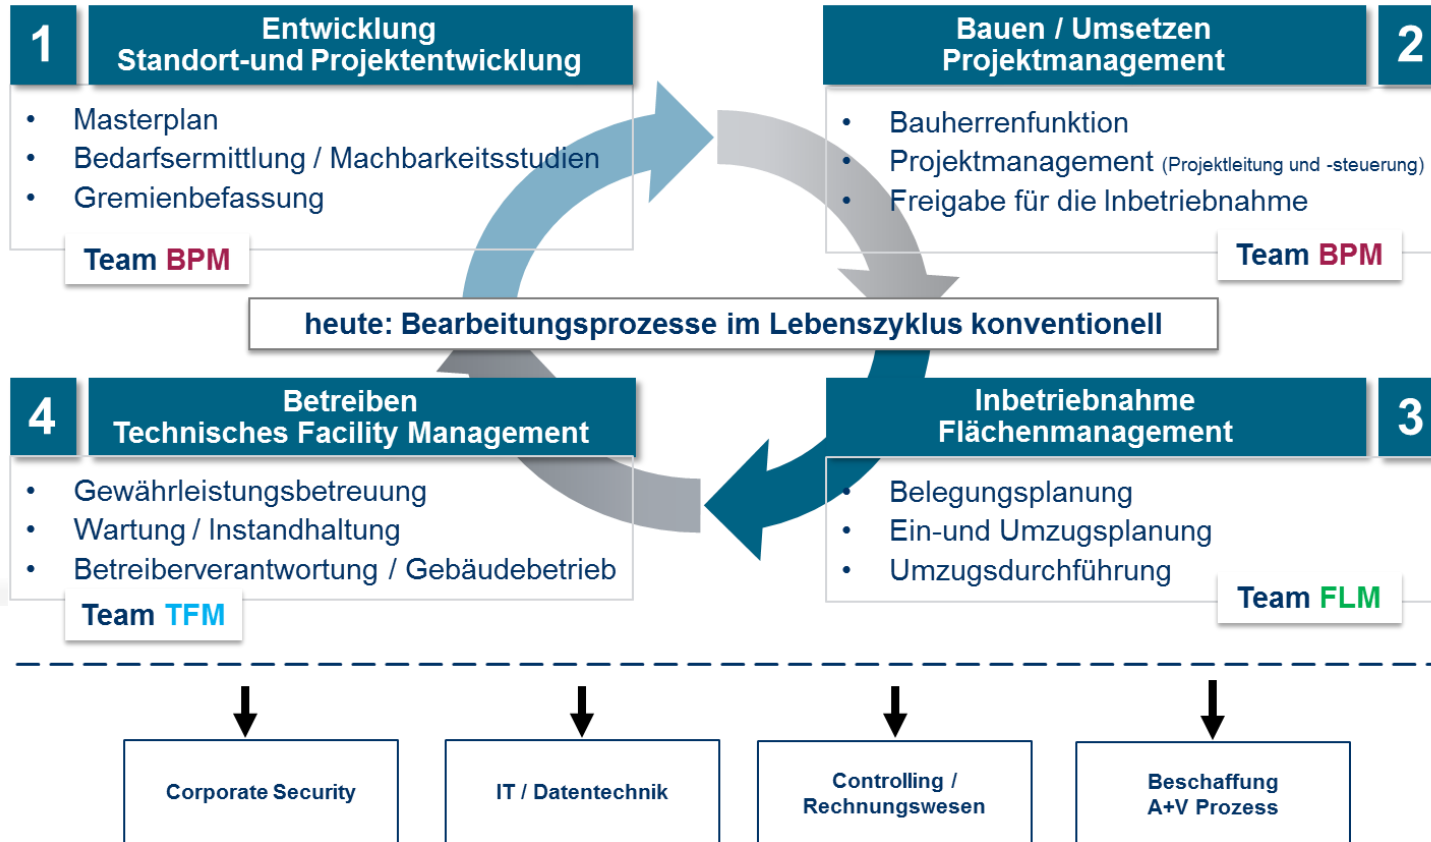 1
Entwicklung
Standort-und Projektentwicklung
• Masterplan
• Bedarfsermittlung / Machbarkeitsstudien
• Gremienbefassung
Team BPM
Bauen / Umsetzen
Projektmanagement
2
• Bauherrenfunktion
• Projektmanagement (Projektleitung und -steuerung)
• Freigabe für die Inbetriebnahme
Team BPM
heute: Bearbeitungsprozesse im Lebenszyklus konventionell
4
Betreiben
Technisches Facility Management
• Gewährleistungsbetreuung
• Wartung / Instandhaltung
• Betreiberverantwortung / Gebäudebetrieb
Team TFM
Inbetriebnahme
Flächenmanagement
3
• Belegungsplanung
• Ein-und Umzugsplanung
• Umzugsdurchführung
Team FLM
Corporate Security
IT / Datentechnik
Controlling /
Rechnungswesen
Beschaffung
A+V Prozess